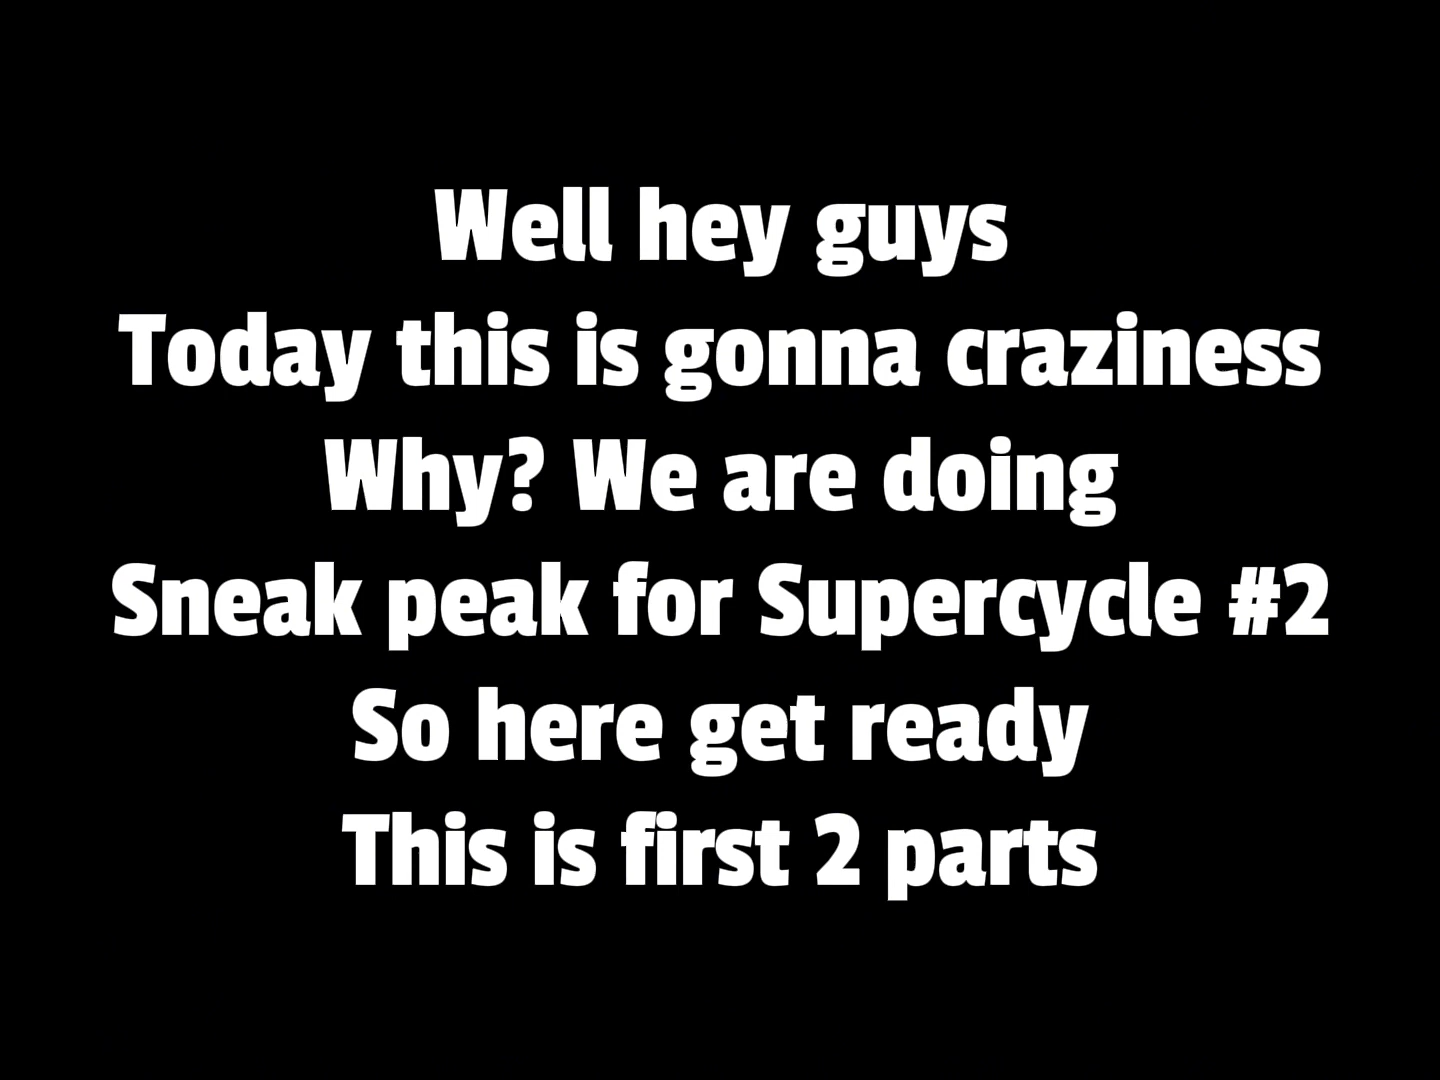 Well hey guys
Today this is gonna craziness
Why? We are doing
Sneak peak for Supercycle #2
So here get ready
This is first 2 parts